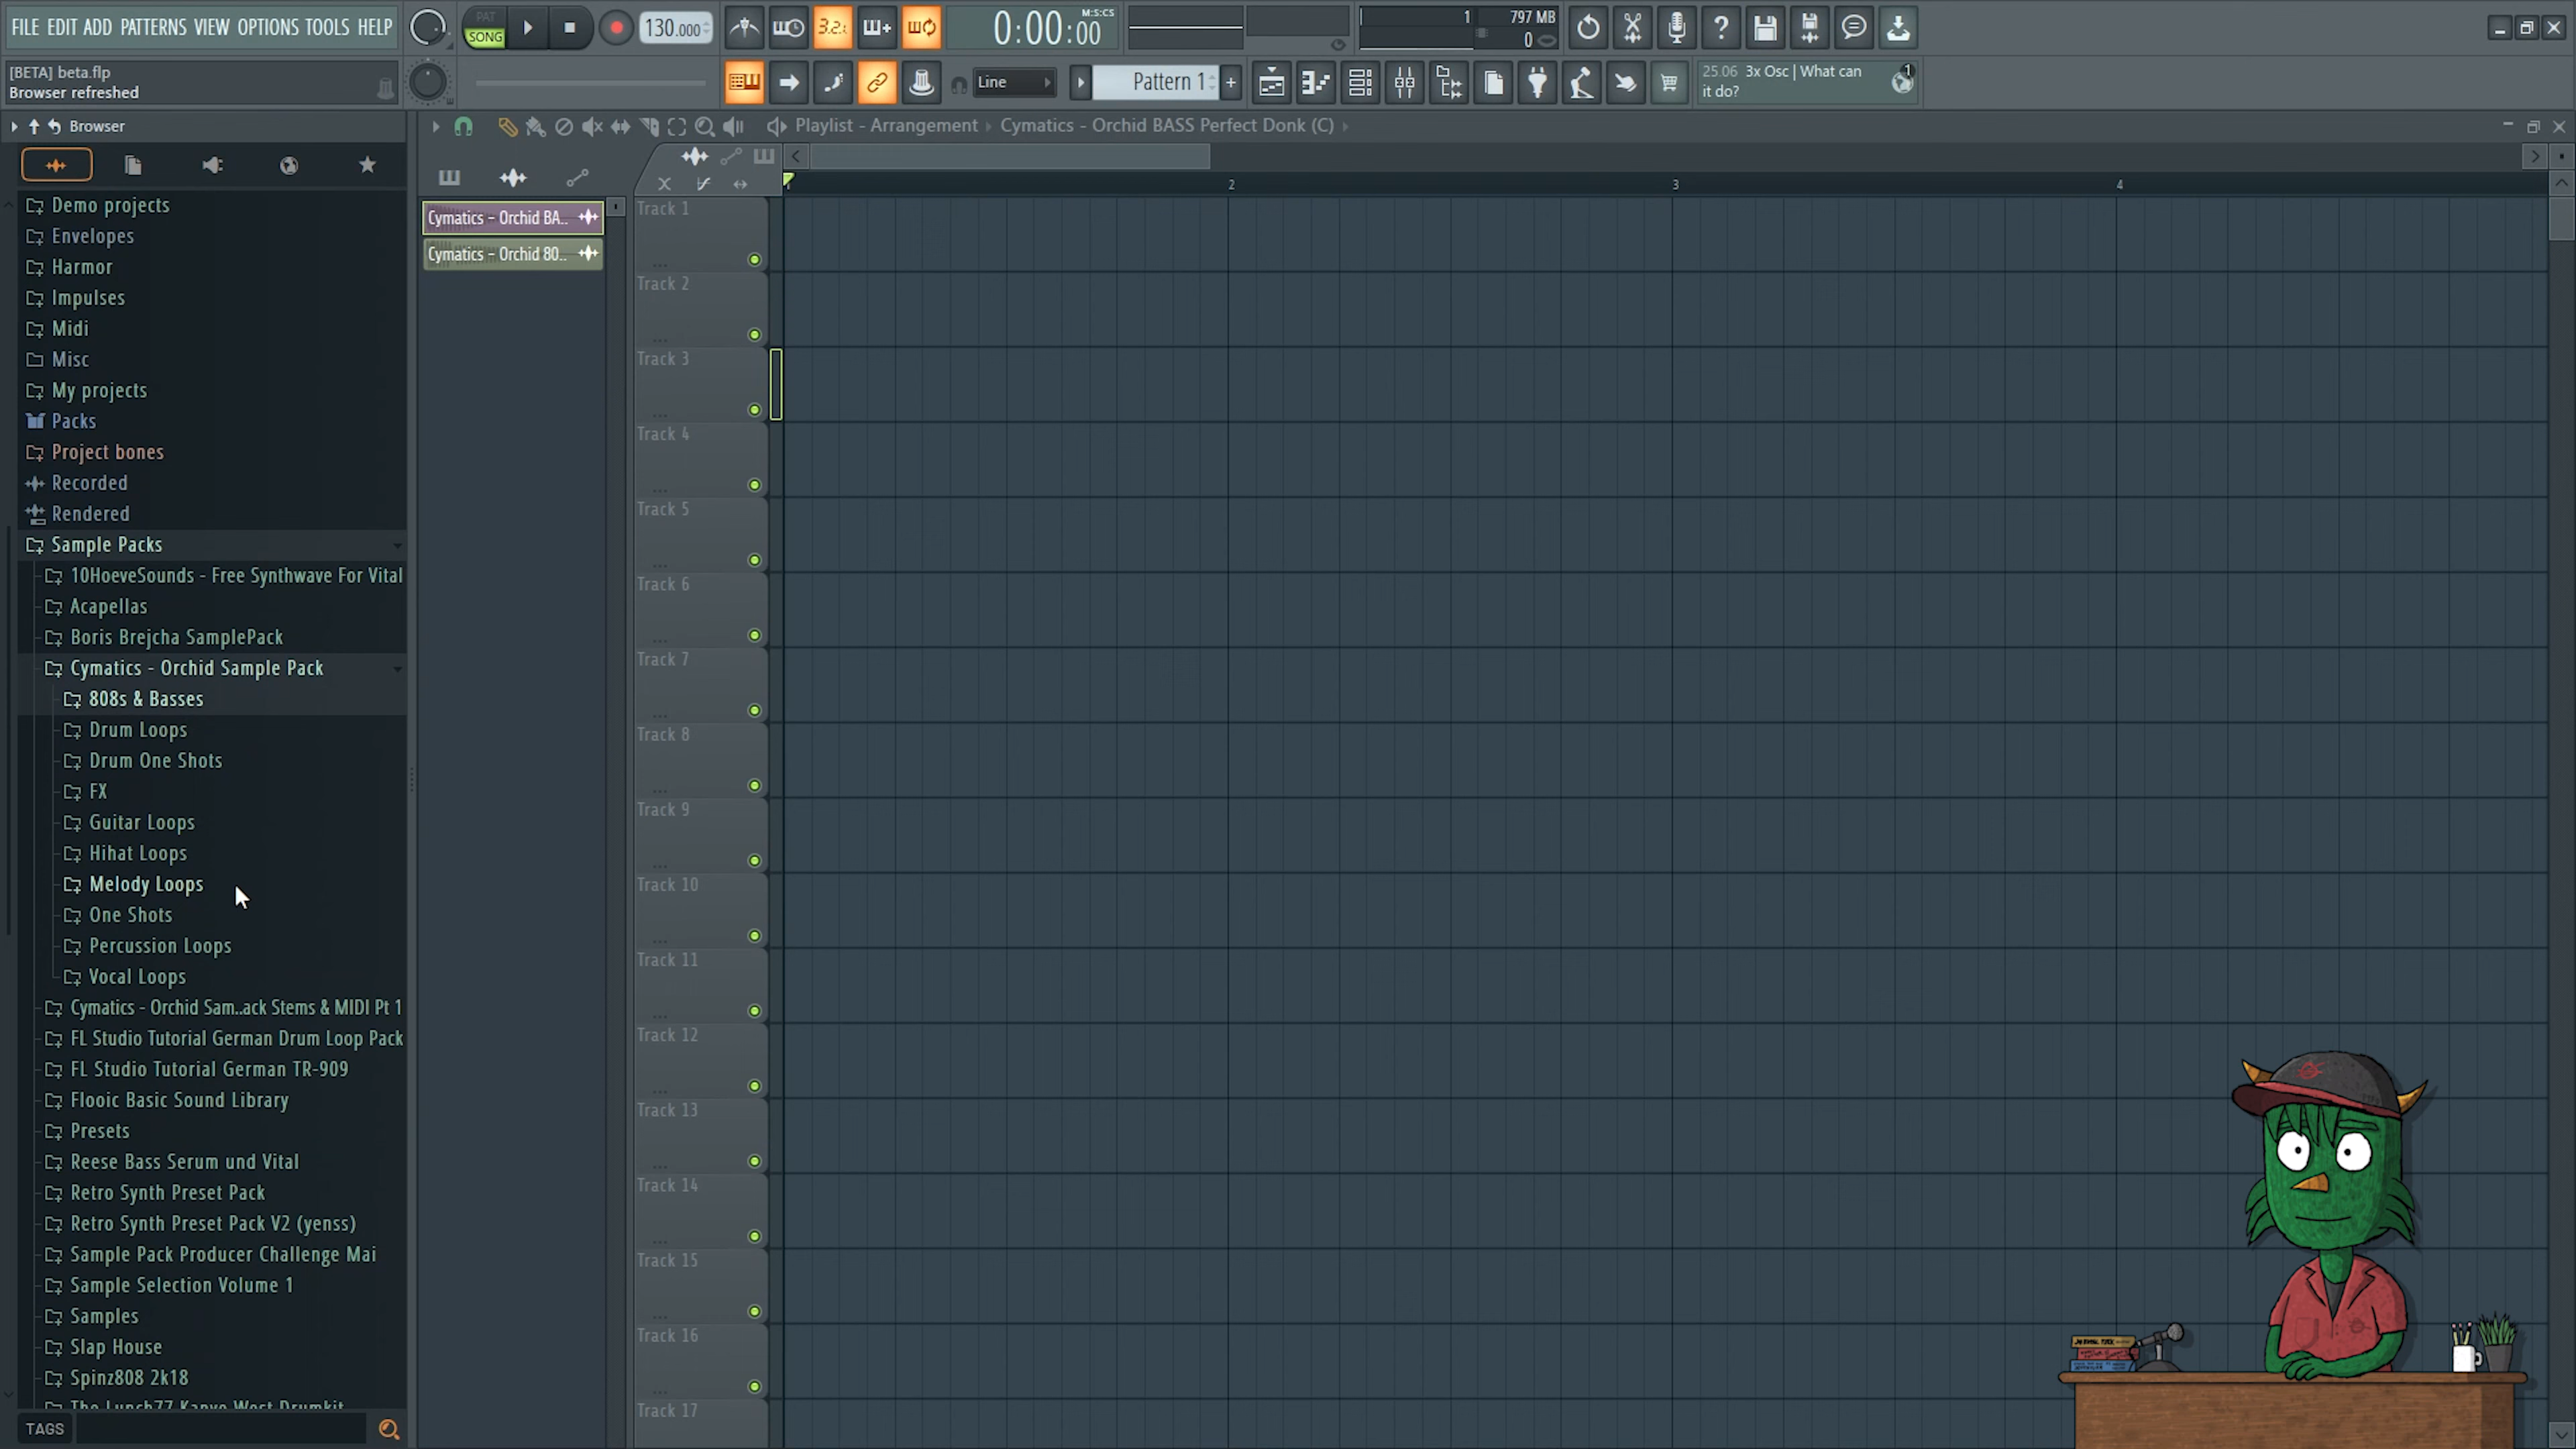 FILE EDIT ADD PATTERNS VIEW OPTIONS TOOLS HELP
PAT
SONG
130.000
3.2.
M:S:CS
0:00:00
1
797 MB
0
[BETA] beta.flp
Browser refreshed
Line
Pattern 1
25.06 3x Osc | What can
it do?
1
Browser
Playlist - Arrangement
Cymatics - Orchid BASS Perfect Donk (C)
2
3
4
Demo projects
Envelopes
Harmor
Impulses
Midi
Misc
My projects
Packs
Project bones
Recorded
Rendered
Sample Packs
10HoeveSounds - Free Synthwave For Vital
Acapellas
Boris Brejcha SamplePack
Cymatics - Orchid Sample Pack
808s & Basses
Drum Loops
Drum One Shots
FX
Guitar Loops
Hihat Loops
Melody Loops
One Shots
Percussion Loops
Vocal Loops
Cymatics - Orchid Sam..ack Stems & MIDI Pt 1
FL Studio Tutorial German Drum Loop Pack
FL Studio Tutorial German TR-909
Flooic Basic Sound Library
Presets
Reese Bass Serum und Vital
Retro Synth Preset Pack
Retro Synth Preset Pack V2 (yenss)
Sample Pack Producer Challenge Mai
Sample Selection Volume 1
Samples
Slap House
Spinz808 2k18
The Lunch77 Kanye West Drumkit
TAGS
Cymatics - Orchid BA..
Cymatics - Orchid 80..
Track 1
Track 2
Track 3
Track 4
Track 5
Track 6
Track 7
Track 8
Track 9
Track 10
Track 11
Track 12
Track 13
Track 14
Track 15
Track 16
Track 17